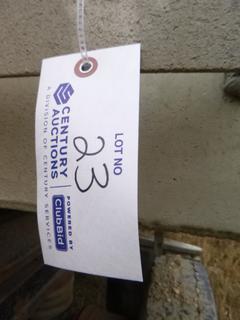 LOT NO
23
CENTURY
AUCTIONS
A DIVISION OF CENTURY SERVICES
POWERED BY
ClubBid